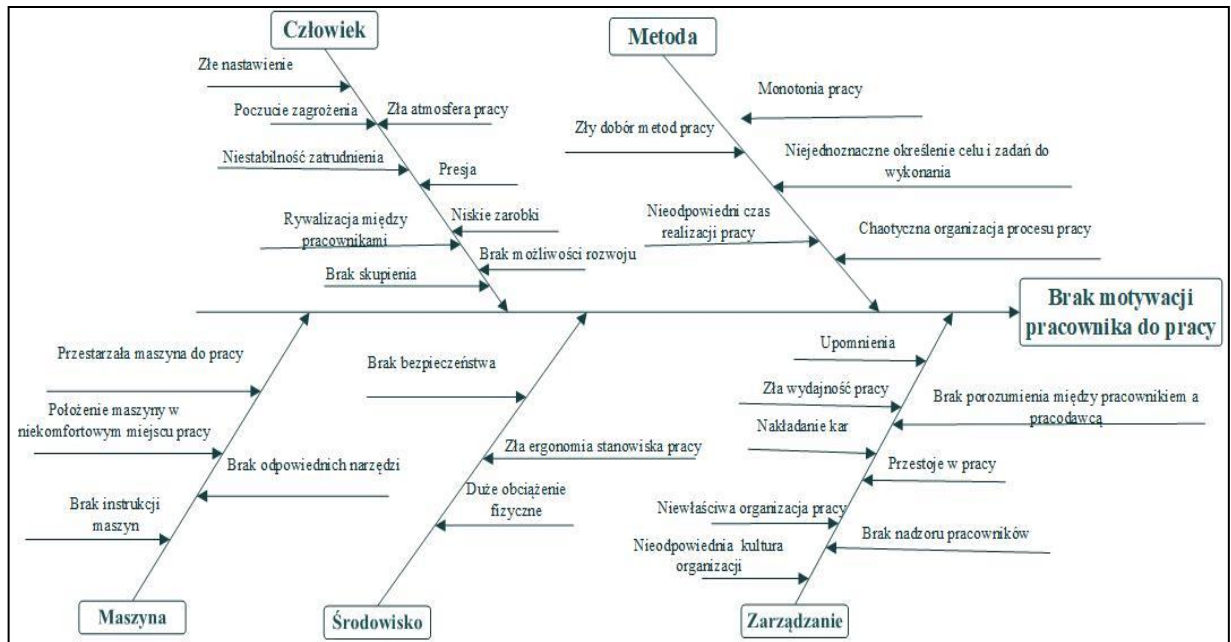 Człowiek
Metoda
Złe nastawienie
Poczucie zagrożenia
Zła atmosfera pracy
Niestabilność zatrudnienia
Presja
Rywalizacja między
pracownikami
Niskie zarobki
Brak możliwości rozwoju
Brak skupienia
Monotonia pracy
Zły dobór metod pracy
Niejednoznaczne określenie celu i zadań do
wykonania
Nieodpowiedni czas
realizacji pracy
Chaotyczna organizacja procesu pracy
Brak motywacji
pracownika do pracy
Przestarzała maszyna do pracy
Położenie maszyny w
niekomfortowym miejscu pracy
Brak odpowiednich narzędzi
Brak instrukcji
maszyn
Brak bezpieczeństwa
Zła ergonomia stanowiska pracy
Duże obciążenie
fizyczne
Upomnienia
Zła wydajność pracy
Brak porozumienia między pracownikiem a
pracodawcą
Nakładanie kar
Przestoje w pracy
Niewłaściwa organizacja pracy
Brak nadzoru pracowników
Nieodpowiednia kultura
organizacji
Maszyna
Środowisko
Zarządzanie